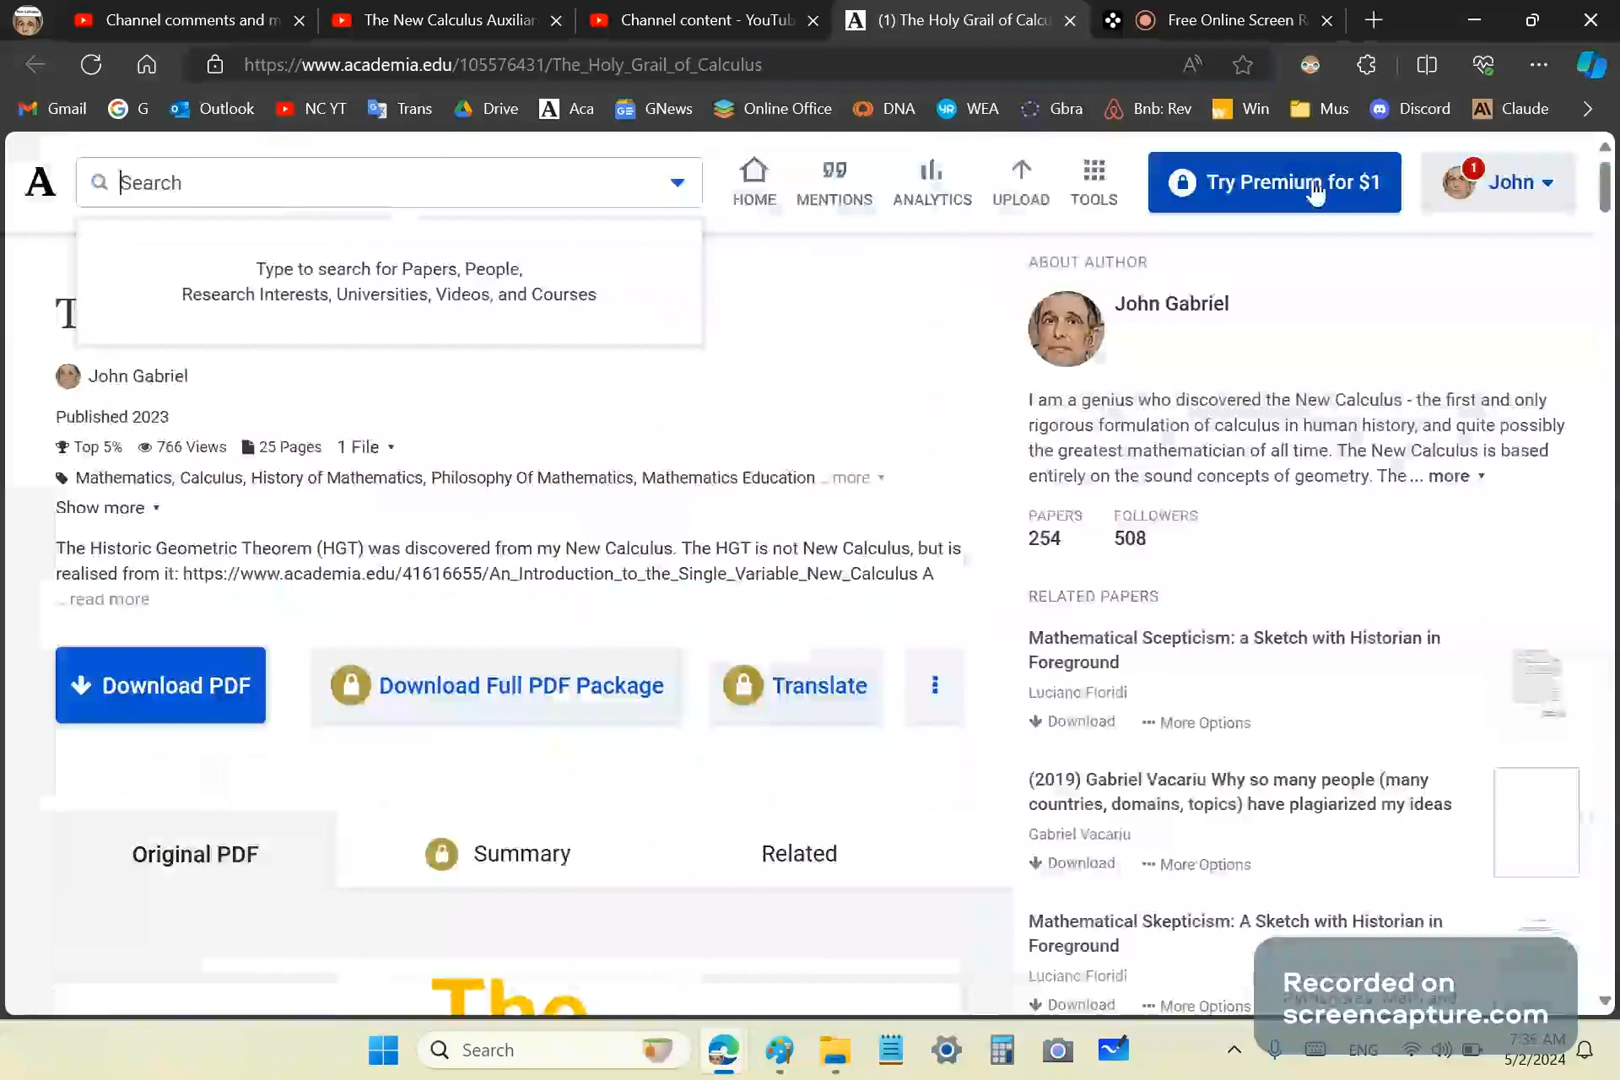 Channel comments and m
The New Calculus Auxiliar
Channel content - YouTub
(1) The Holy Grail of Calcu
Free Online Screen R
https://www.academia.edu/105576431/The_Holy_Grail_of_Calculus
Gmail
G
Outlook
NC YT
Trans
Drive
Aca
GNews
Online Office
DNA
WEA
Gbra
Bnb: Rev
Win
Mus
Discord
Claude
A
Search
HOME
MENTIONS
ANALYTICS
UPLOAD
TOOLS
Try Premium for $1
1
John
Type to search for Papers, People,
Research Interests, Universities, Videos, and Courses
T
John Gabriel
Published 2023
Top 5%
766 Views
25 Pages
1 File
Mathematics, Calculus, History of Mathematics, Philosophy Of Mathematics, Mathematics Education ...more
Show more
The Historic Geometric Theorem (HGT) was discovered from my New Calculus. The HGT is not New Calculus, but is
realised from it: https://www.academia.edu/41616655/An_Introduction_to_the_Single_Variable_New_Calculus A
...read more
Download PDF
Download Full PDF Package
Translate
Original PDF
Summary
Related
The
ABOUT AUTHOR
John Gabriel
I am a genius who discovered the New Calculus - the first and only
rigorous formulation of calculus in human history, and quite possibly
the greatest mathematician of all time. The New Calculus is based
entirely on the sound concepts of geometry. The... more
PAPERS
254
FOLLOWERS
508
RELATED PAPERS
Mathematical Scepticism: a Sketch with Historian in
Foreground
Luciano Floridi
Download
More Options
(2019) Gabriel Vacariu Why so many people (many
countries, domains, topics) have plagiarized my ideas
Gabriel Vacariu
Download
More Options
Mathematical Skepticism: A Sketch with Historian in
Foreground
Luciano Floridi
Download
More Options
Recorded on
screencapture.com
Search
ENG
7:36 AM
5/2/2024